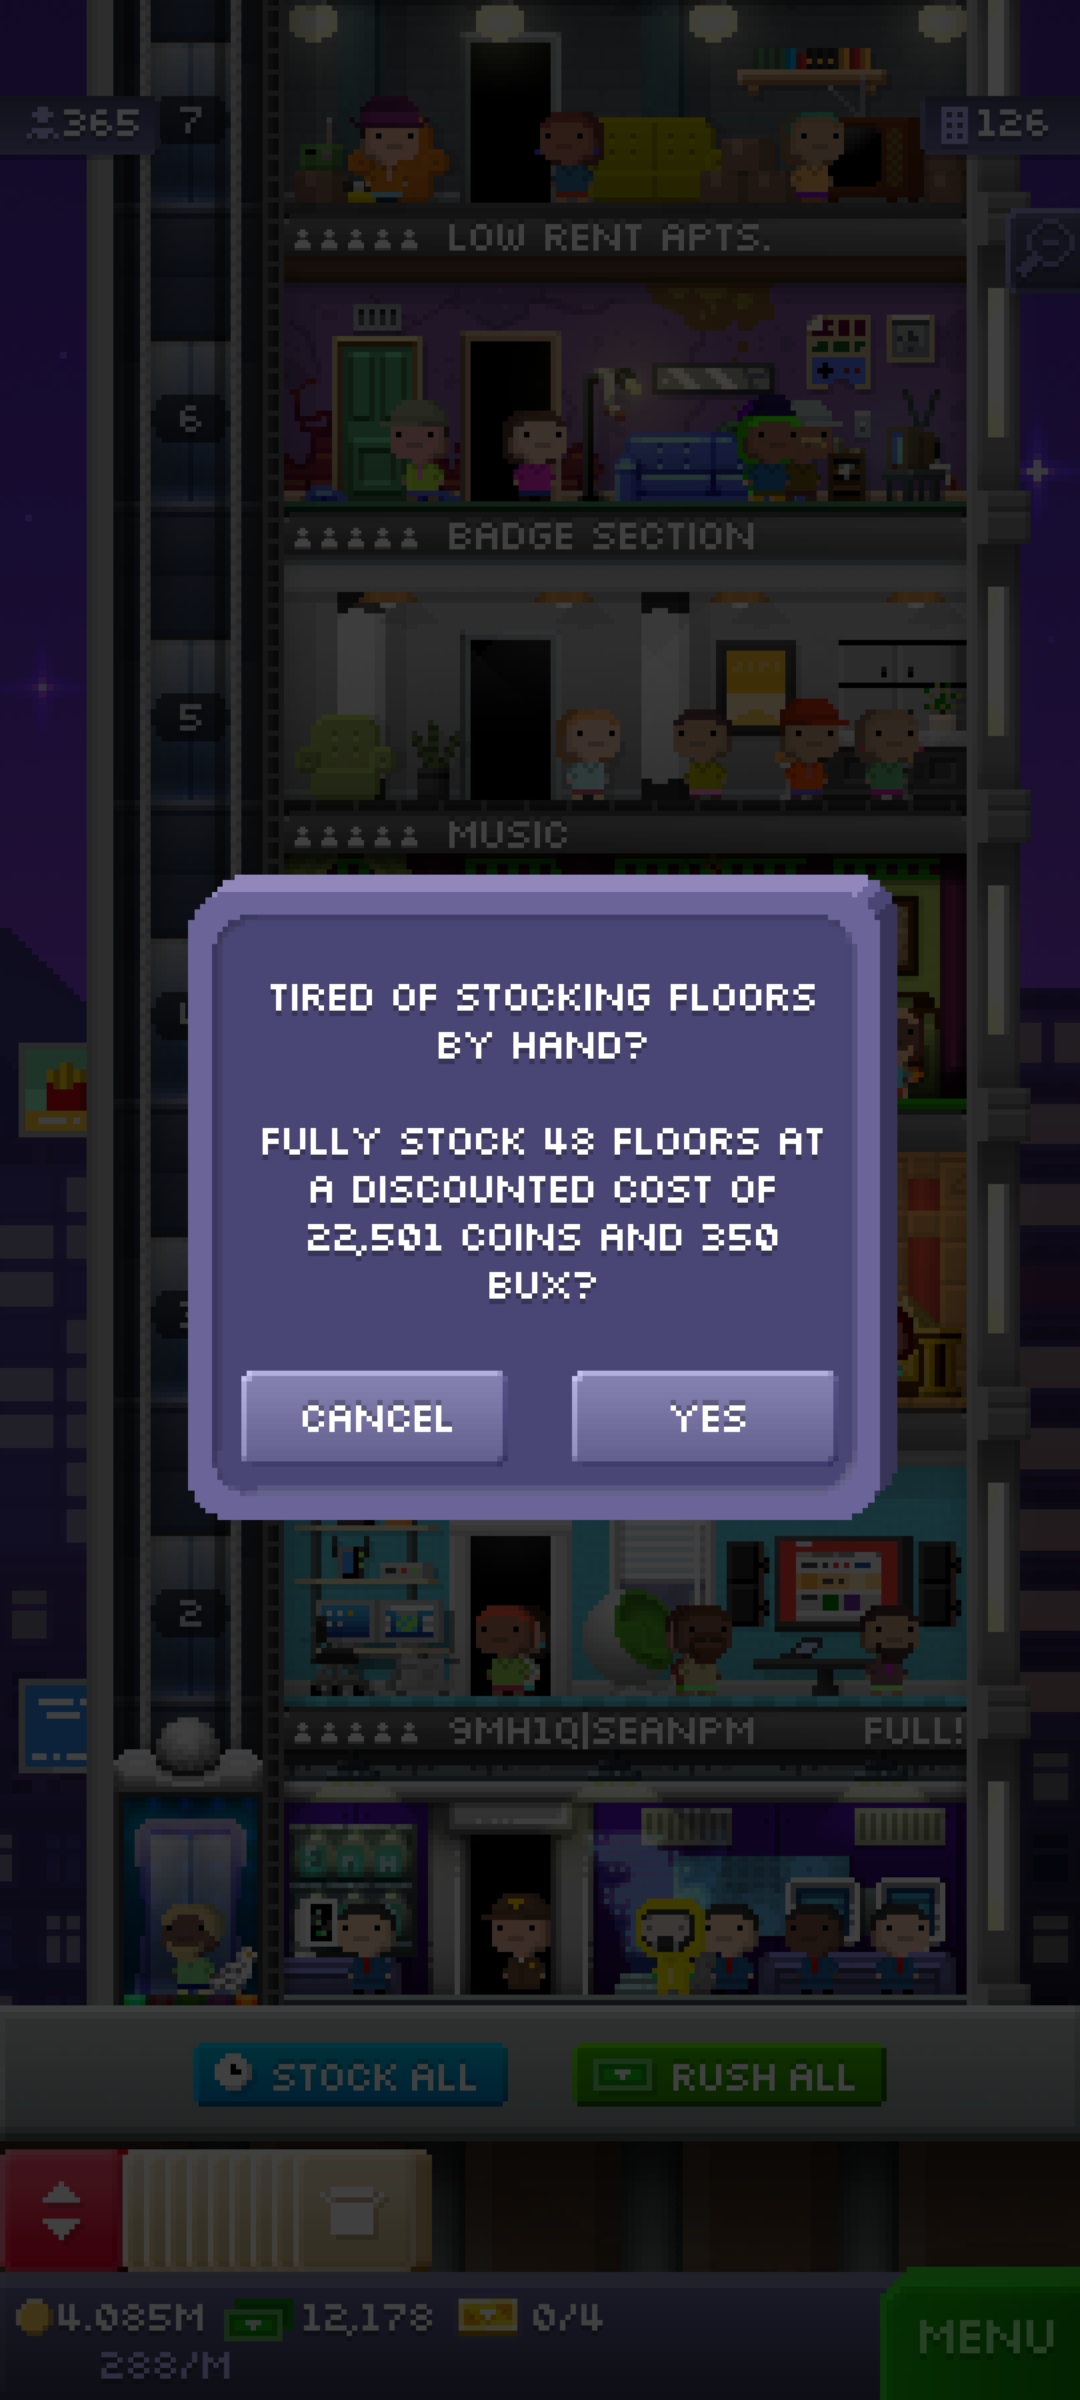 365
7
126
LOW RENT APTS.
6
BADGE SECTION
5
MUSIC
TIRED OF STOCKING FLOORS
BY HAND?
FULLY STOCK 48 FLOORS AT
A DISCOUNTED COST OF
22,501 COINS AND 350
BUX?
CANCEL
YES
2
9MH1Q|SEANPM
FULL!
STOCK ALL
RUSH ALL
4.085M
12,178
0/4
288/M
MENU